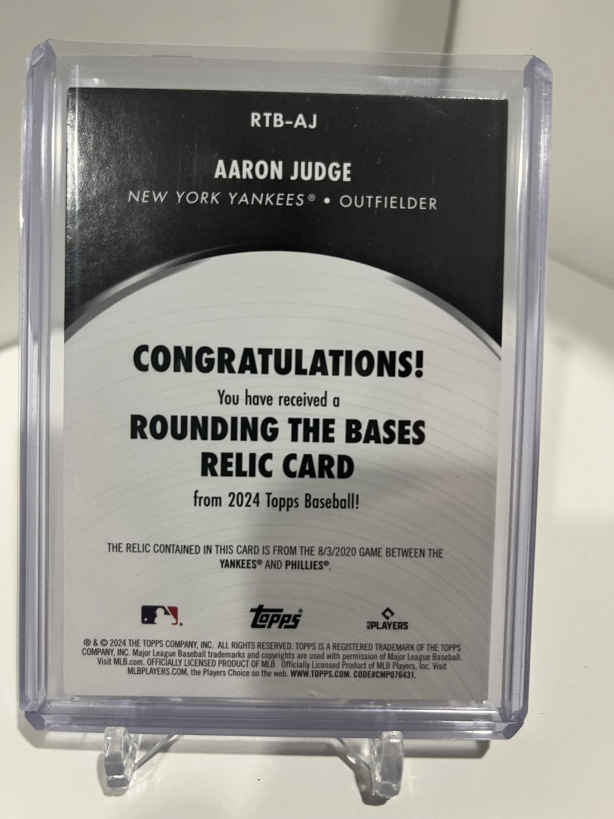 RTB-AJ
AARON JUDGE
NEW YORK YANKEES® • OUTFIELDER
CONGRATULATIONS!
You have received a
ROUNDING THE BASES
RELIC CARD
from 2024 Topps Baseball!
THE RELIC CONTAINED IN THIS CARD IS FROM THE 8/3/2020 GAME BETWEEN THE
YANKEES® AND PHILLIES®.
topps® PLAYERS
® & © 2024 THE TOPPS COMPANY, INC. ALL RIGHTS RESERVED. TOPPS IS A REGISTERED TRADEMARK OF THE TOPPS
COMPANY, INC. Major League Baseball trademarks and copyrights are used with permission of Major League Baseball.
Visit MLB.com. OFFICIALLY LICENSED PRODUCT OF MLB. Officially Licensed Product of MLB Players, Inc. Visit
MLBPLAYERS.COM, the Players Choice on the web. WWW.TOPPS.COM. CODE#CMP076431.